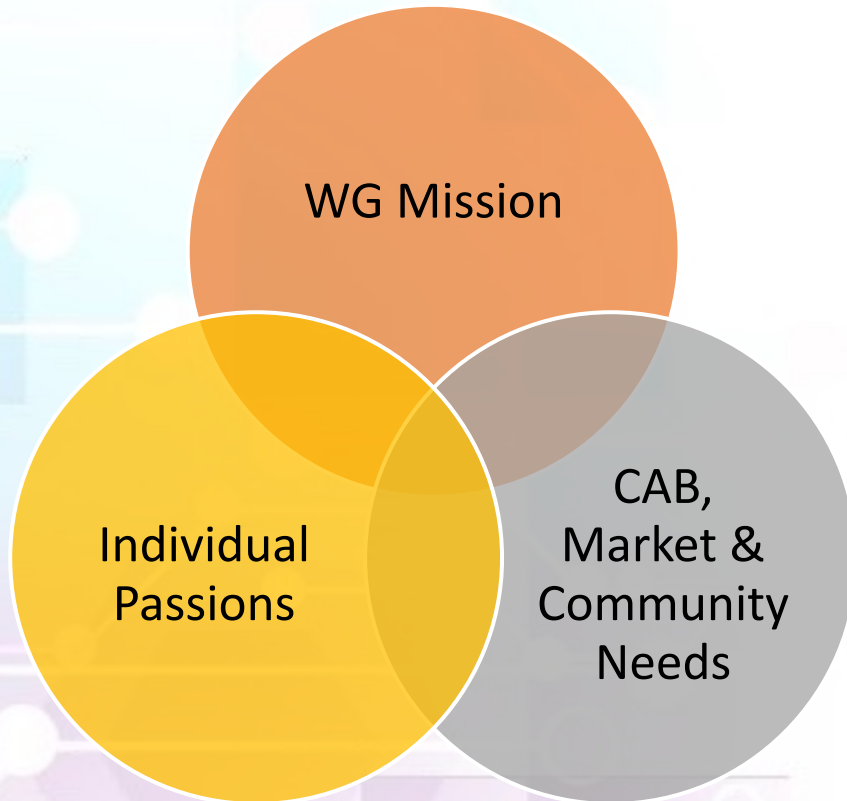 WG Mission
Individual
Passions
CAB,
Market &
Community
Needs